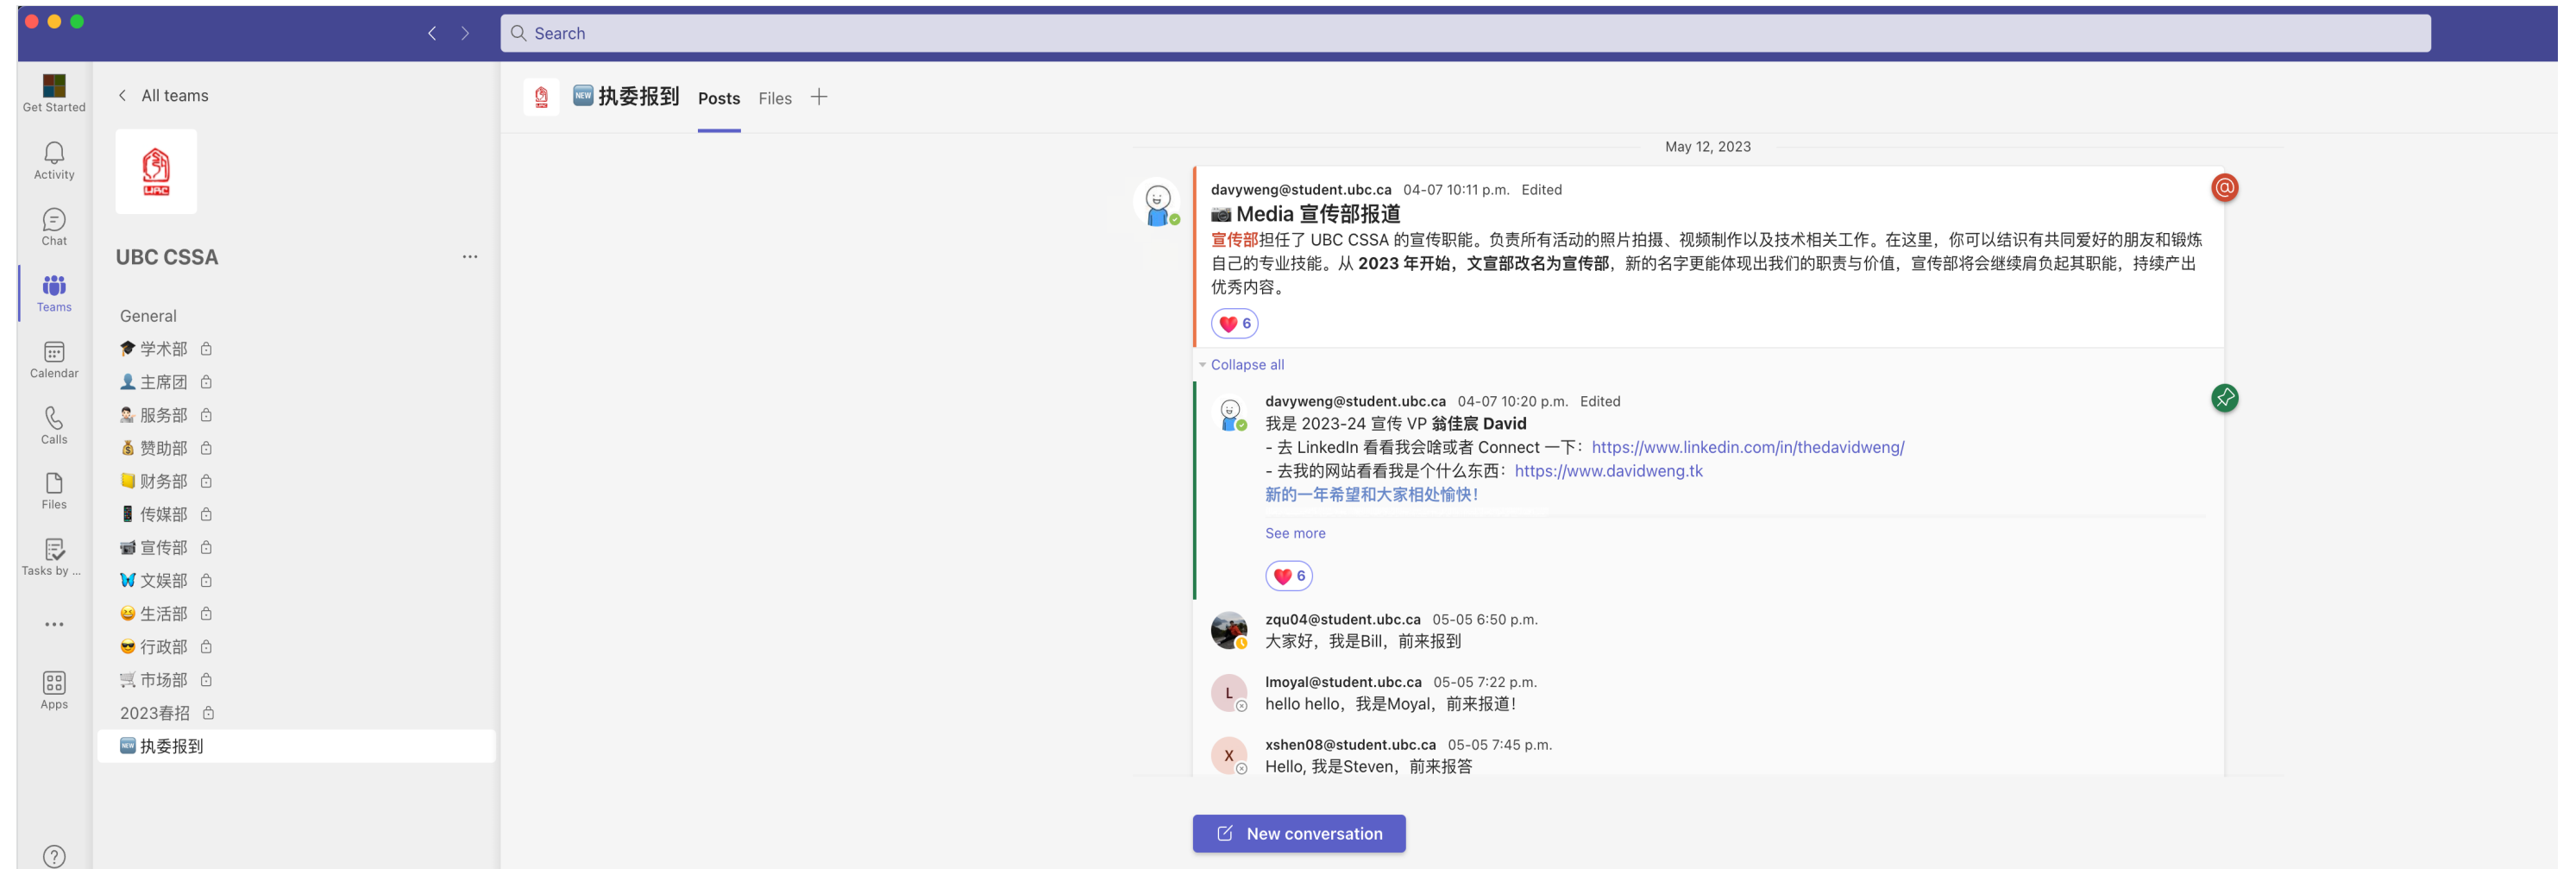 Search
Get Started
Activity
Chat
Teams
Calendar
Calls
Files
Tasks by ...
Apps
All teams
UBC
UBC CSSA
General
学术部
主席团
服务部
赞助部
财务部
传媒部
宣传部
文娱部
生活部
行政部
市场部
2023春招
NEW 执委报到
NEW 执委报到 Posts Files
May 12, 2023
davyweng@student.ubc.ca 04-07 10:11 p.m. Edited
Media 宣传部报道
宣传部担任了 UBC CSSA 的宣传职能。负责所有活动的照片拍摄、视频制作以及技术相关工作。在这里，你可以结识有共同爱好的朋友和锻炼
自己的专业技能。从 2023 年开始，文宣部改名为宣传部，新的名字更能体现出我们的职责与价值，宣传部将会继续肩负起其职能，持续产出
优秀内容。
6
Collapse all
davyweng@student.ubc.ca 04-07 10:20 p.m. Edited
我是 2023-24 宣传 VP 翁佳宸 David
- 去 LinkedIn 看看我会啥或者 Connect 一下：https://www.linkedin.com/in/thedavidweng/
- 去我的网站看看我是个什么东西：https://www.davidweng.tk
新的一年希望和大家相处愉快！
See more
6
zqu04@student.ubc.ca 05-05 6:50 p.m.
大家好，我是Bill，前来报到
L
lmoyal@student.ubc.ca 05-05 7:22 p.m.
hello hello，我是Moyal，前来报道！
X
xshen08@student.ubc.ca 05-05 7:45 p.m.
Hello, 我是Steven，前来报答
New conversation